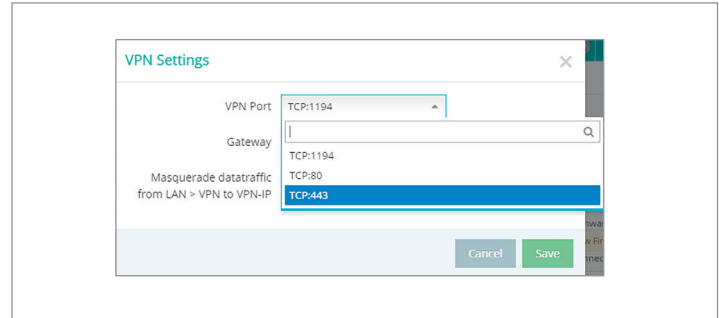 VPN Settings
VPN Port TCP:1194
Gateway
TCP:1194
Masquerade datatraffic TCP:80
from LAN > VPN to VPN-IP TCP:443
Cancel Save